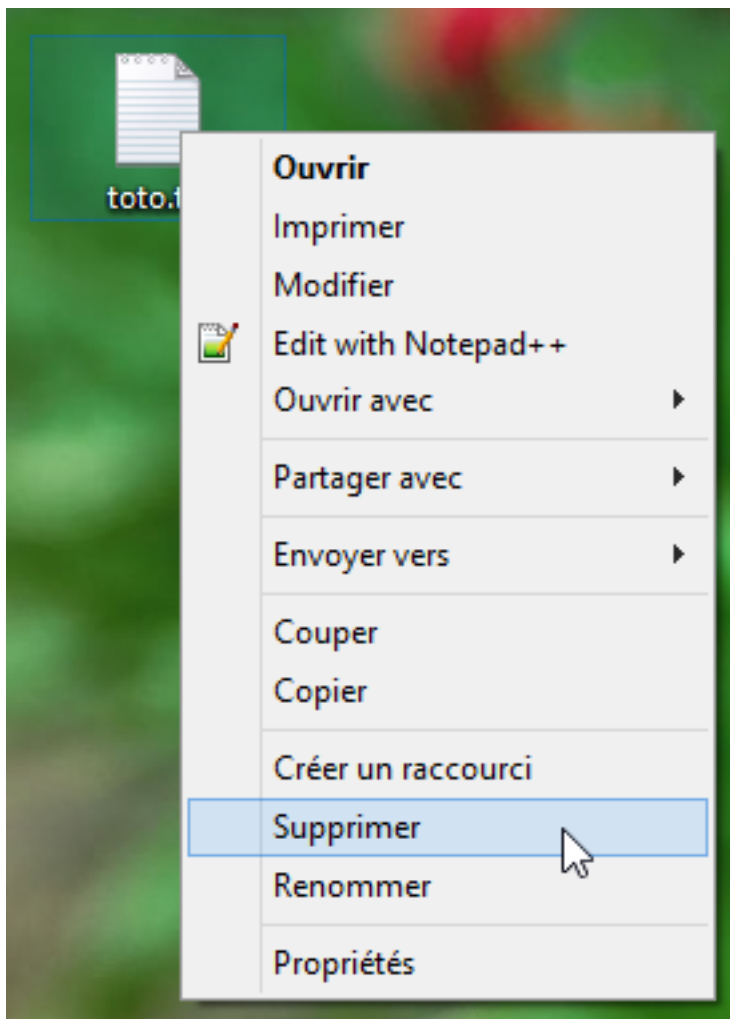 toto.
Ouvrir
Imprimer
Modifier
Edit with Notepad++
Ouvrir avec
Partager avec
Envoyer vers
Couper
Copier
Créer un raccourci
Supprimer
Renommer
Propriétés